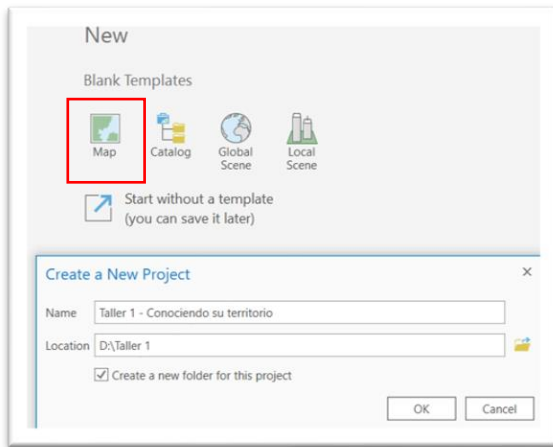 New
Blank Templates
Map
Catalog
Global
Scene
Local
Scene
Start without a template
(you can save it later)
Create a New Project
Name Taller 1 - Conociendo su territorio
Location D:\Taller 1
Create a new folder for this project
OK Cancel